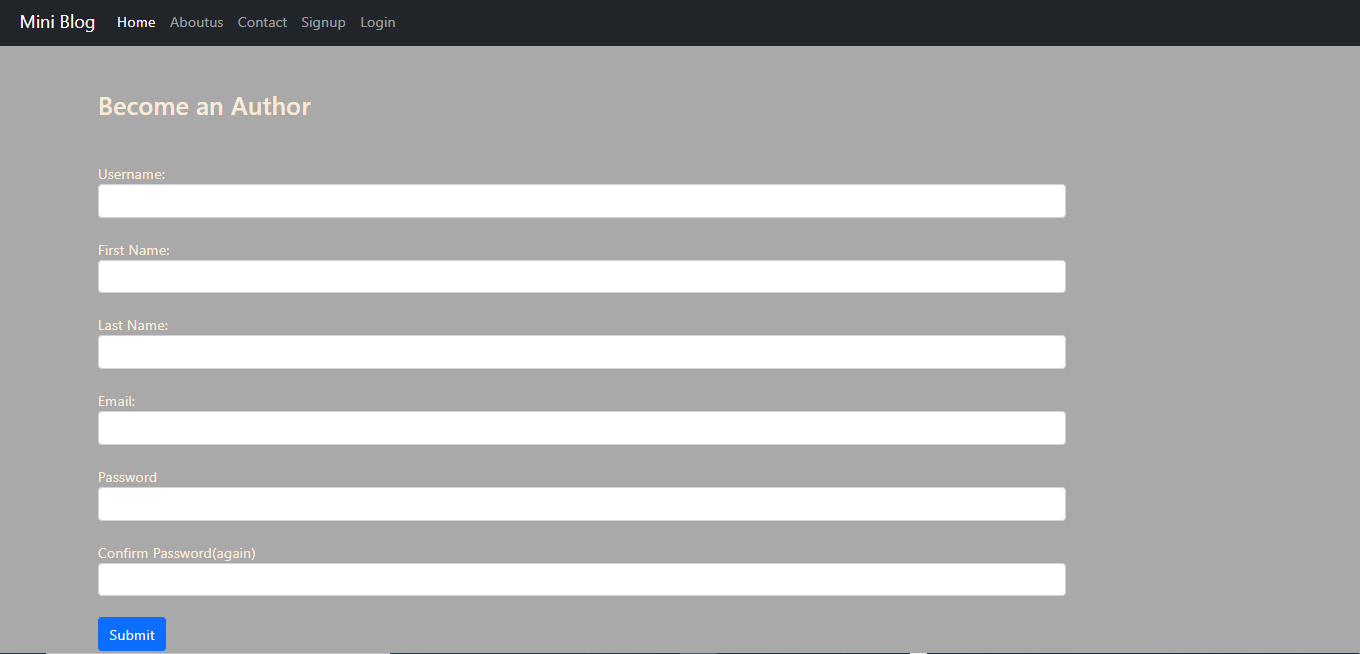 Mini Blog Home Aboutus Contact Signup Login
Become an Author
Username:
First Name:
Last Name:
Email:
Password
Confirm Password(again)
Submit